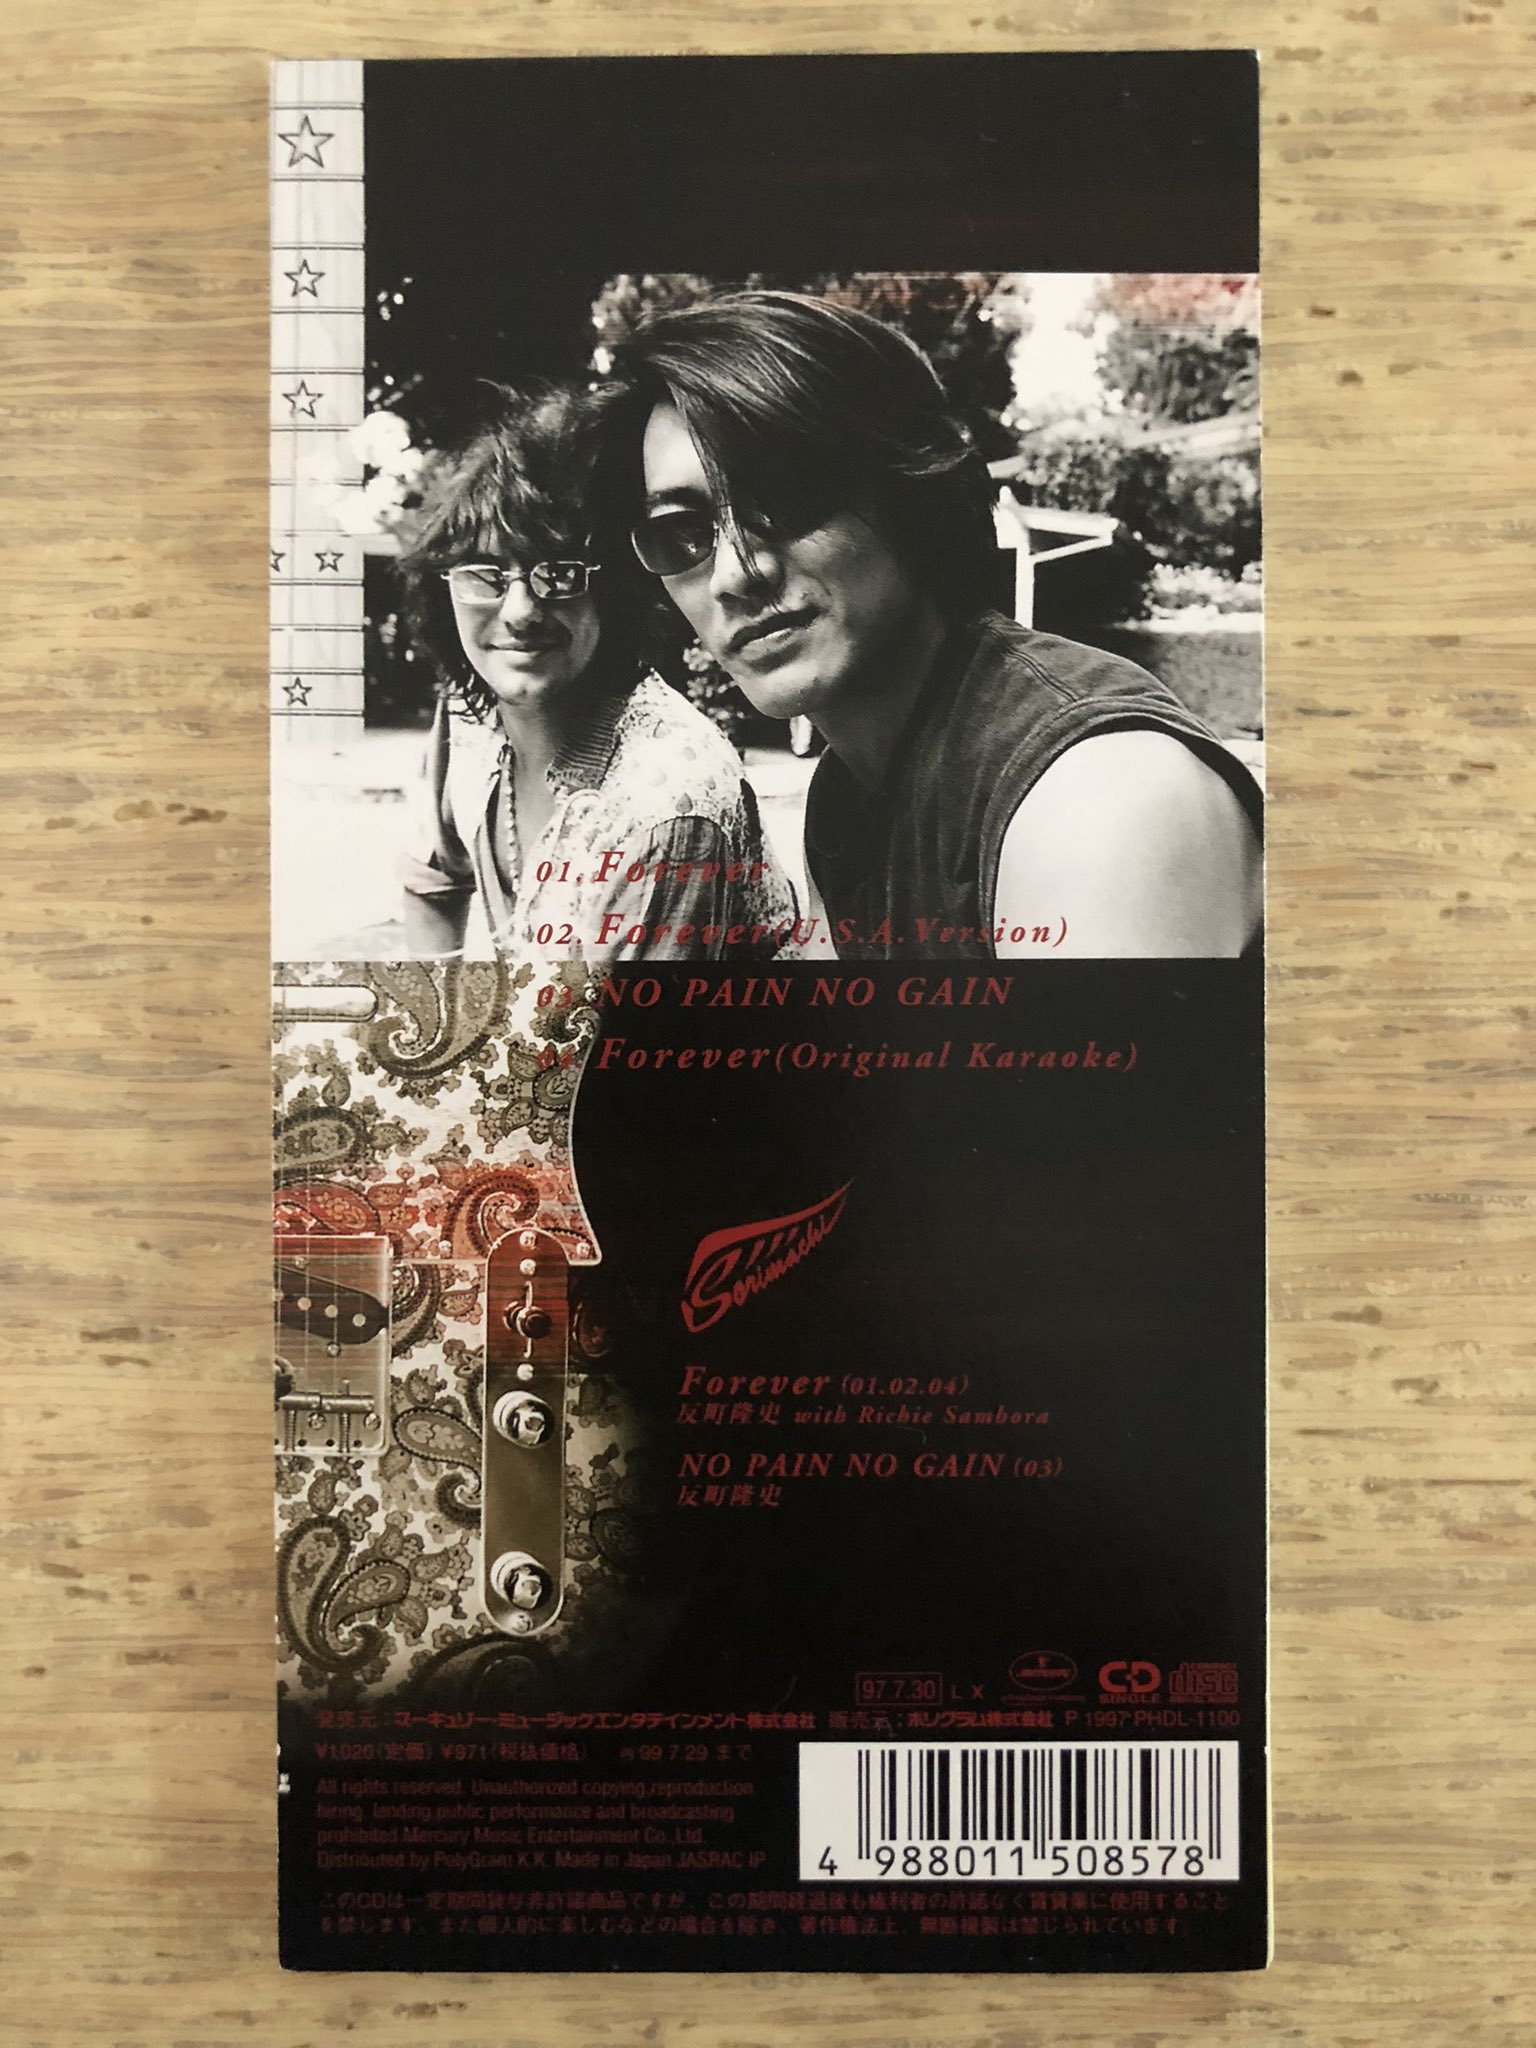 01. Forever
02. Forever(U.S.A.Version)
03. NO PAIN NO GAIN
04. Forever(Original Karaoke)
Sorimachi
Forever (01.02.04)
反町隆史 with Richie Sambora
NO PAIN NO GAIN (03)
反町隆史
97.7.30 L X
mercury
CD SINGLE
COMPACT disc DIGITAL AUDIO
発売元:マーキュリー・ミュージックエンタテインメント株式会社 販売元:ポリグラム株式会社 P 1997 PHDL-1100
¥1,026(定価) ¥971(税抜価格) 99.7.29 まで
All rights reserved. Unauthorized copying,reproduction,
hiring, landing,public performance and broadcasting
prohibited.Mercury Music Entertainment Co.,Ltd.
Distributed by PolyGram K.K. Made in Japan.JASRAC
4 988011 508578
このCDは一定期間貸与非許諾商品ですが、この期間経過後も権利者の許諾なく賃貸業に使用すること
を禁じます。また個人的に楽しむなどの場合を除き、著作権法上、無断複製は禁じられています。